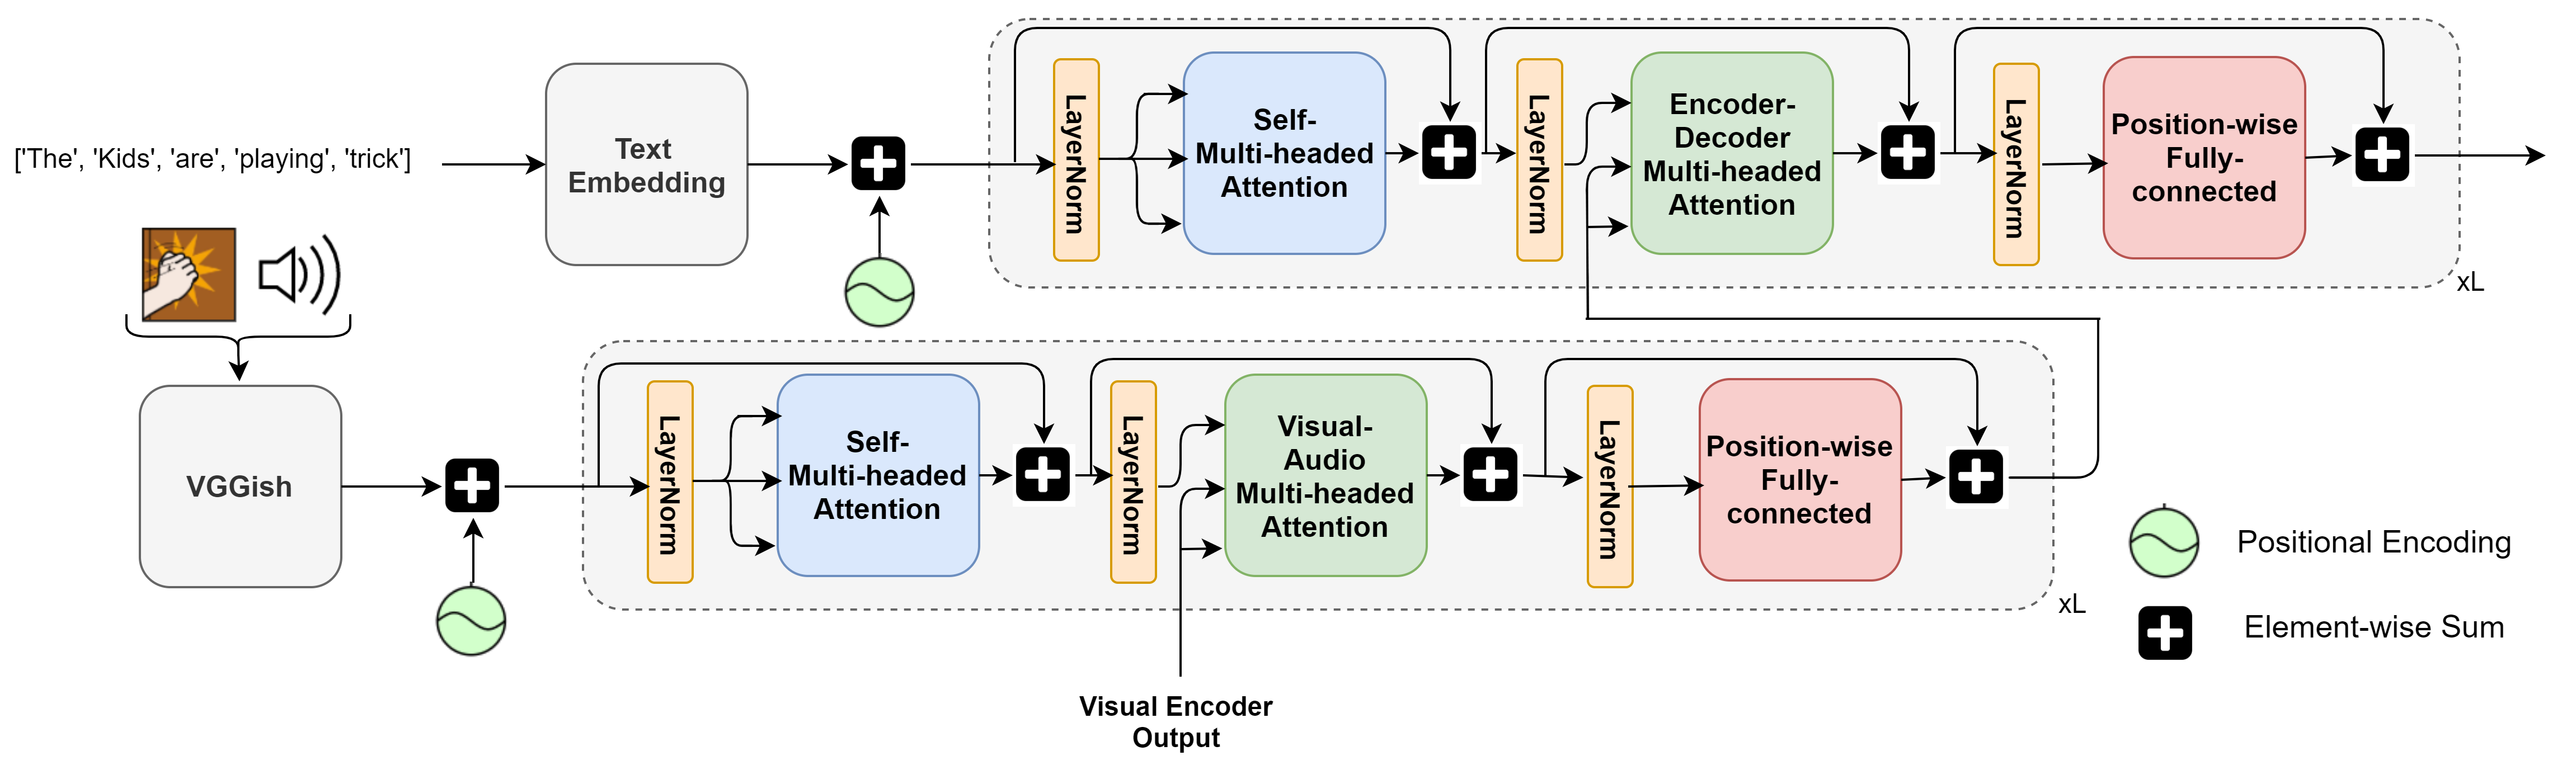 ['The', 'Kids', 'are', 'playing', 'trick']
Text
Embedding
LayerNorm
Self-
Multi-headed
Attention
LayerNorm
Encoder-
Decoder
Multi-headed
Attention
LayerNorm
Position-wise
Fully-
connected
xL
VGGish
LayerNorm
Self-
Multi-headed
Attention
LayerNorm
Visual-
Audio
Multi-headed
Attention
LayerNorm
Position-wise
Fully-
connected
xL
Visual Encoder
Output
Positional Encoding
Element-wise Sum